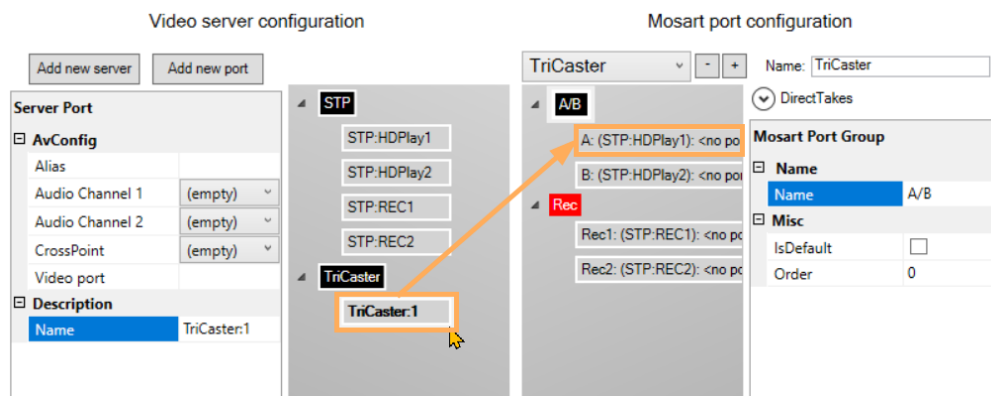 Video server configuration
Mosart port configuration
Add new server
Add new port
Server Port
AvConfig
Alias
Audio Channel 1 (empty)
Audio Channel 2 (empty)
CrossPoint (empty)
Video port
Description
Name TriCaster:1
STP
STP:HDPlay1
STP:HDPlay2
STP:REC1
STP:REC2
TriCaster
TriCaster:1
TriCaster - +
A/B
A: (STP:HDPlay1): <no po
B: (STP:HDPlay2): <no por
Rec
Rec1: (STP:REC1): <no pc
Rec2: (STP:REC2): <no pc
Name: TriCaster
DirectTakes
Mosart Port Group
Name
Name A/B
Misc
IsDefault
Order 0